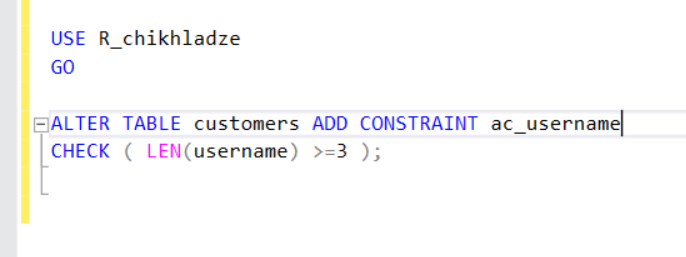 USE R_chikhladze
GO
ALTER TABLE customers ADD CONSTRAINT ac_username
CHECK ( LEN(username) >=3 );